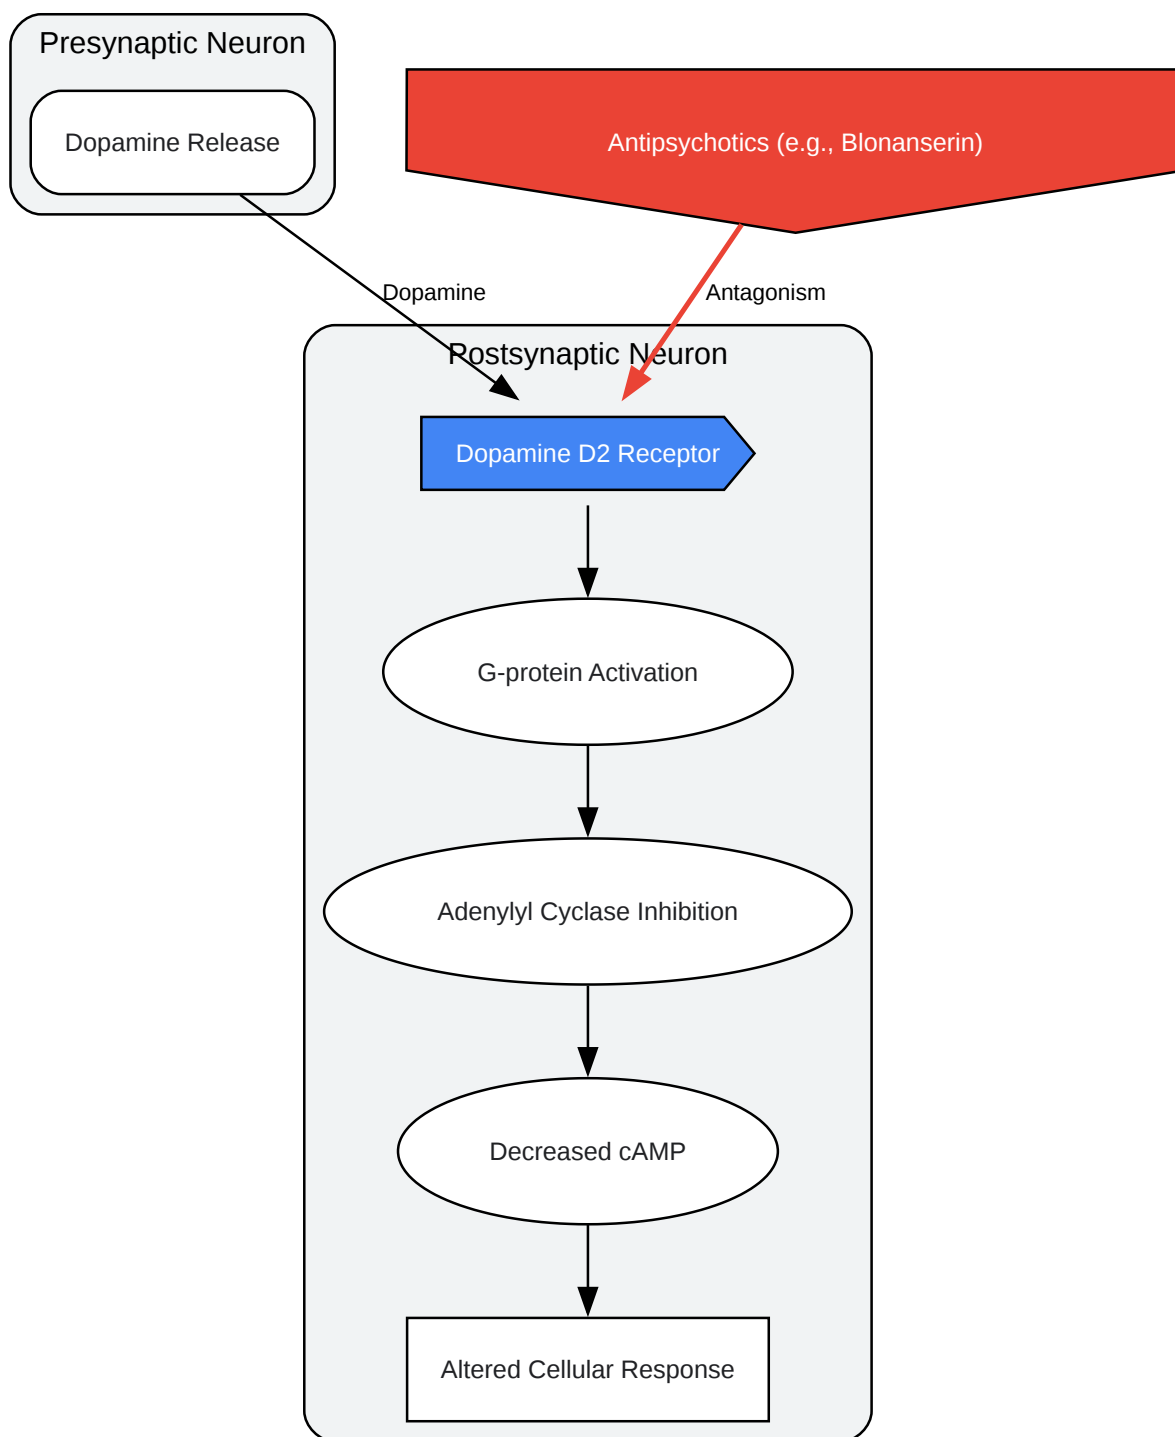 Presynaptic Neuron
Dopamine Release
Antipsychotics (e.g., Blonanserin)
Dopamine
Antagonism
Postsynaptic Neuron
Dopamine D2 Receptor
G-protein Activation
Adenylyl Cyclase Inhibition
Decreased cAMP
Altered Cellular Response